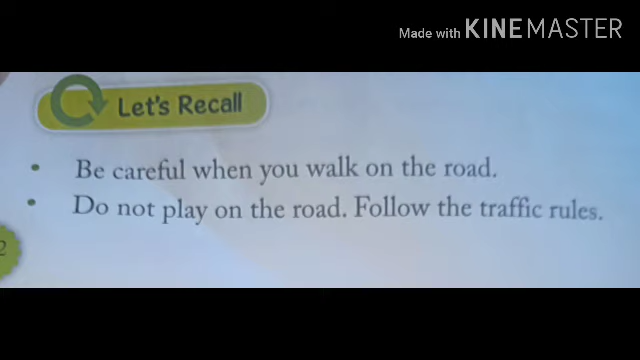 Made with KINEMASTER
Let's Recall
• Be careful when you walk on the road.
• Do not play on the road. Follow the traffic rules.
2